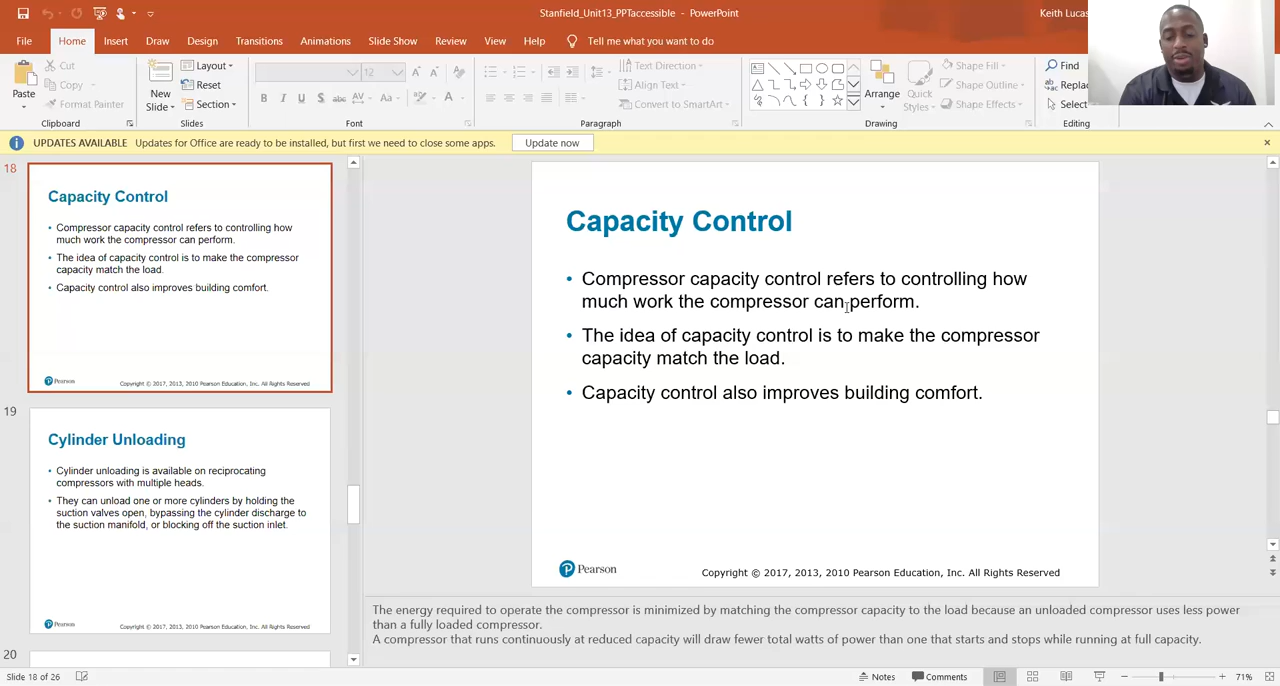 Stanfield_Unit13_PPTaccessible - PowerPoint
Keith Lucas
File Home Insert Draw Design Transitions Animations Slide Show Review View Help Tell me what you want to do
Paste
Cut
Copy
Format Painter
Clipboard
New Slide
Layout
Reset
Section
Slides
12
B I U S abc AV Aa A
Font
Text Direction
Align Text
Convert to SmartArt
Paragraph
Arrange
Quick Styles
Shape Fill
Shape Outline
Shape Effects
Drawing
Find
Replac
Select
Editing
UPDATES AVAILABLE Updates for Office are ready to be installed, but first we need to close some apps. Update now
18
Capacity Control
• Compressor capacity control refers to controlling how
much work the compressor can perform.
• The idea of capacity control is to make the compressor
capacity match the load.
• Capacity control also improves building comfort.
Pearson
Copyright © 2017, 2013, 2010 Pearson Education, Inc. All Rights Reserved
19
Cylinder Unloading
• Cylinder unloading is available on reciprocating
compressors with multiple heads.
• They can unload one or more cylinders by holding the
suction valves open, bypassing the cylinder discharge to
the suction manifold, or blocking off the suction inlet.
Pearson
Copyright © 2017, 2013, 2010 Pearson Education, Inc. All Rights Reserved
20
Capacity Control
• Compressor capacity control refers to controlling how
much work the compressor can perform.
• The idea of capacity control is to make the compressor
capacity match the load.
• Capacity control also improves building comfort.
Pearson
Copyright © 2017, 2013, 2010 Pearson Education, Inc. All Rights Reserved
The energy required to operate the compressor is minimized by matching the compressor capacity to the load because an unloaded compressor uses less power
than a fully loaded compressor.
A compressor that runs continuously at reduced capacity will draw fewer total watts of power than one that starts and stops while running at full capacity.
Slide 18 of 26
Notes
Comments
71%